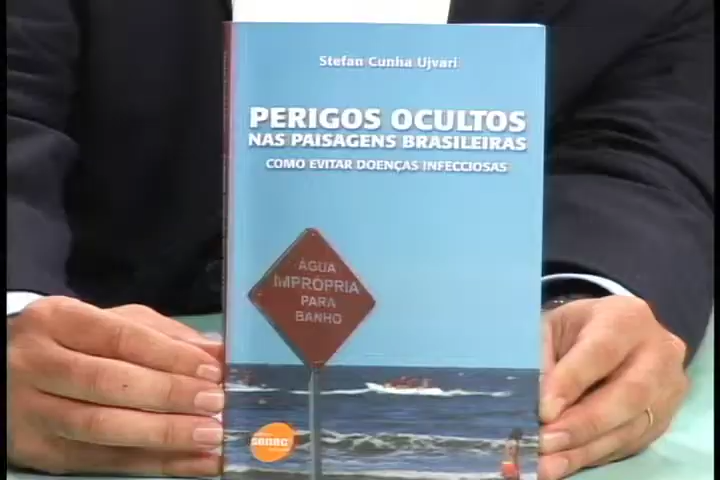 Stefan Cunha Ujvari
PERIGOS OCULTOS
NAS PAISAGENS BRASILEIRAS
COMO EVITAR DOENÇAS INFECCIOSAS
ÁGUA
IMPRÓPRIA
PARA
BANHO
senac